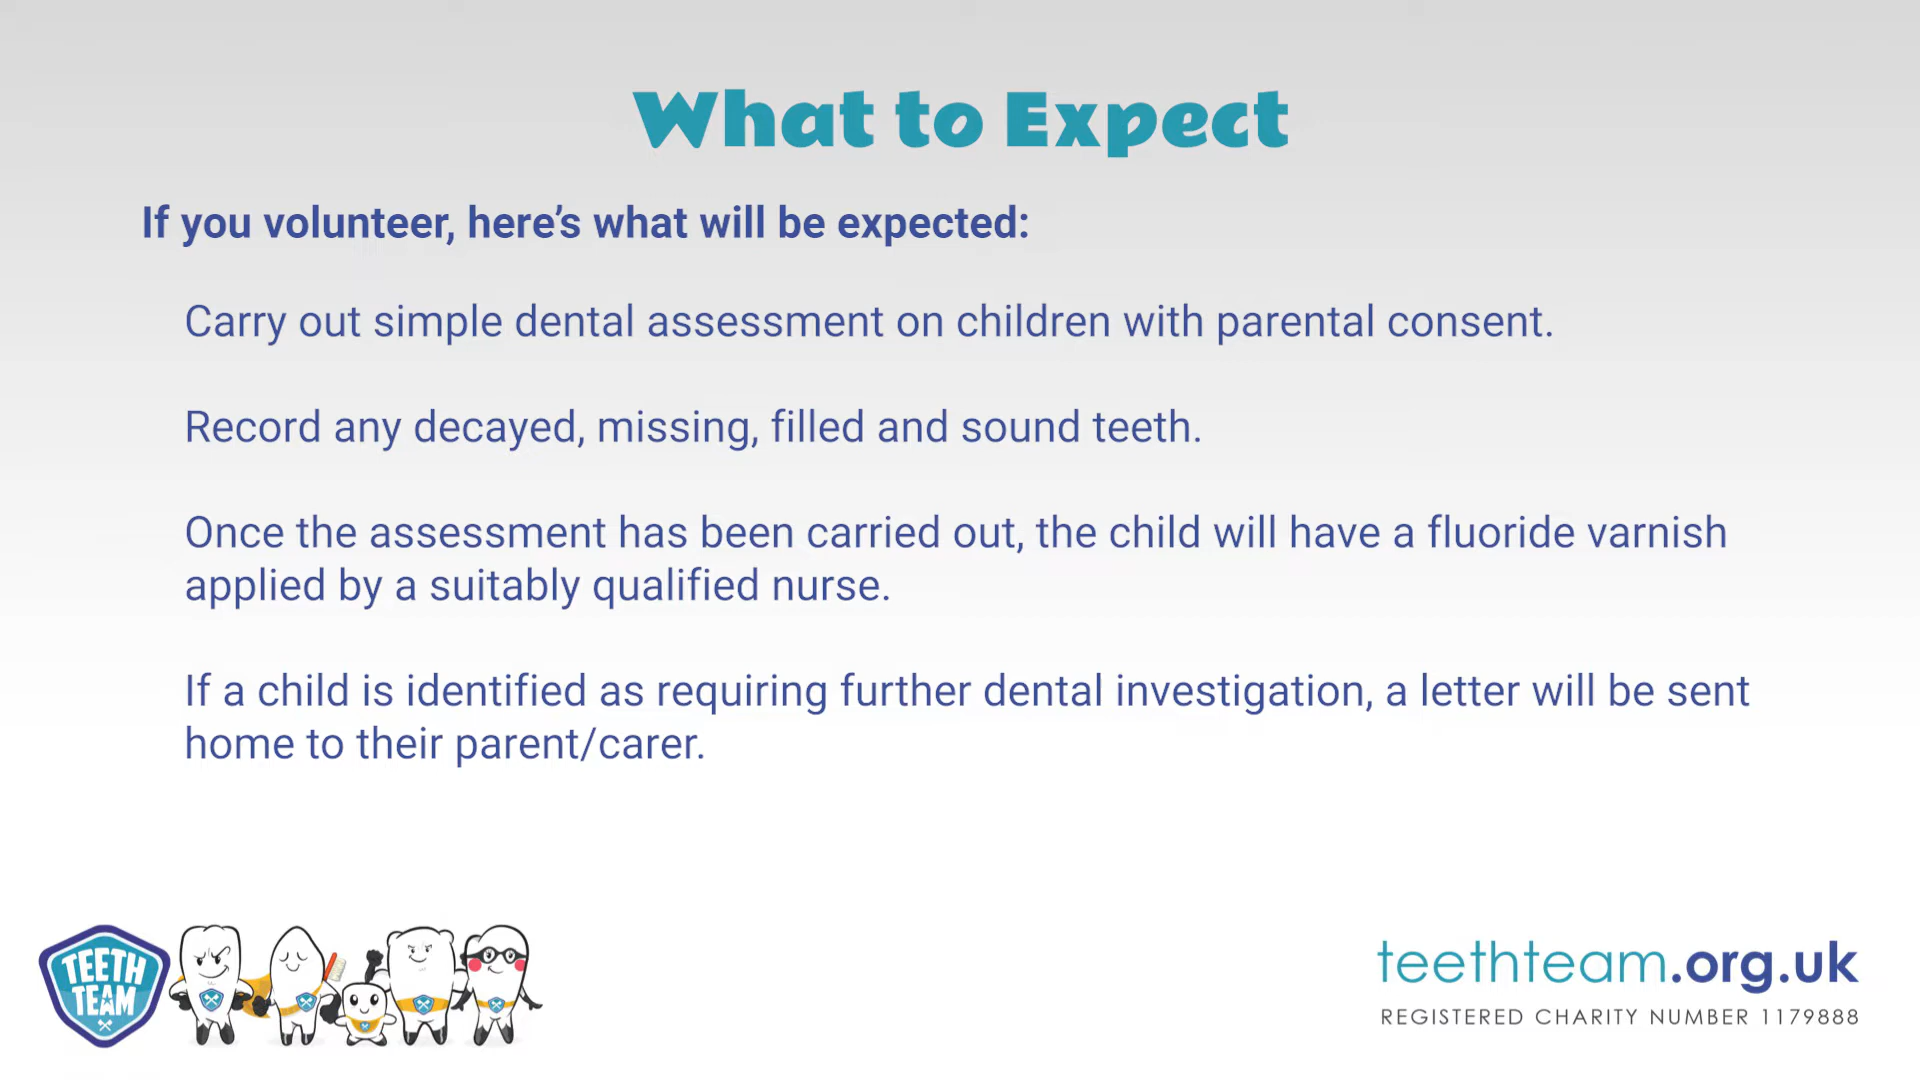 What to Expect
If you volunteer, here’s what will be expected:
Carry out simple dental assessment on children with parental consent.
Record any decayed, missing, filled and sound teeth.
Once the assessment has been carried out, the child will have a fluoride varnish
applied by a suitably qualified nurse.
If a child is identified as requiring further dental investigation, a letter will be sent
home to their parent/carer.
TEETH
TEAM
teethteam.org.uk
REGISTERED CHARITY NUMBER 1179888